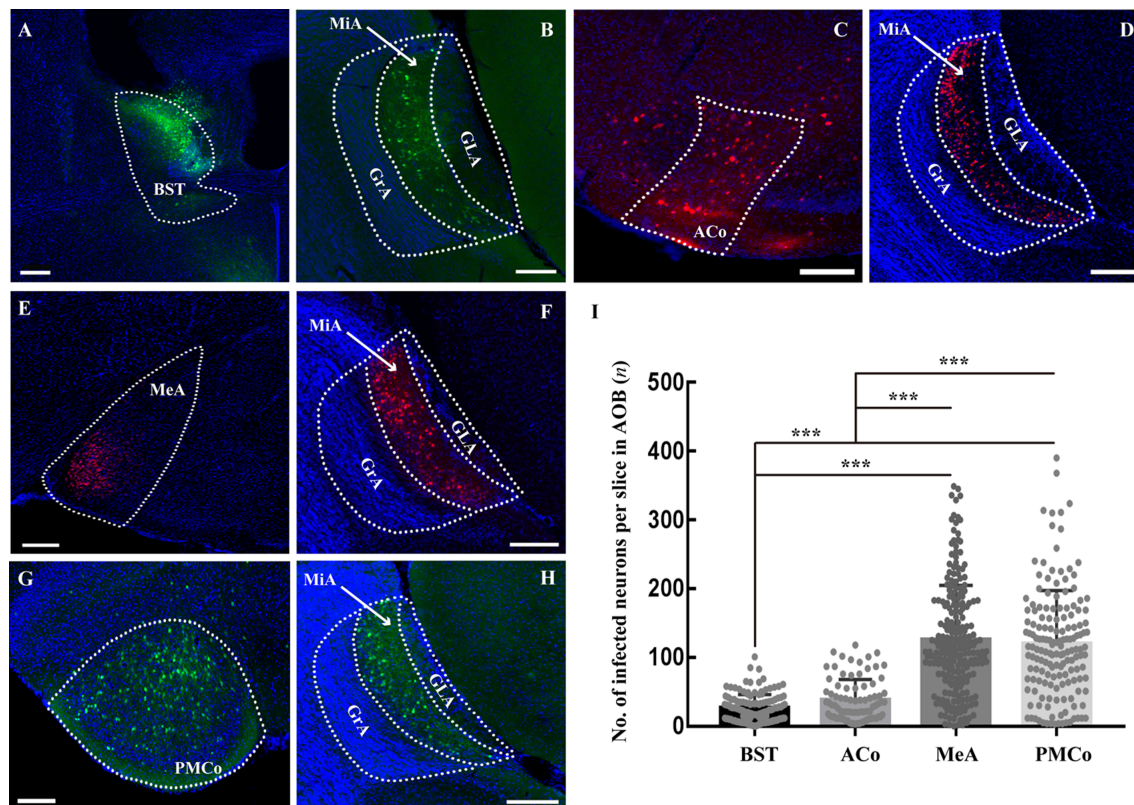 A
BST
B
MiA
GLA
GrA
C
ACo
D
MiA
GLA
GrA
E
MeA
F
MiA
GLA
GrA
G
PMCo
H
MiA
GLA
GrA
I
No. of infected neurons per slice in AOB (n)
500
400
300
200
100
0
***
***
***
***
BST ACo MeA PMCo